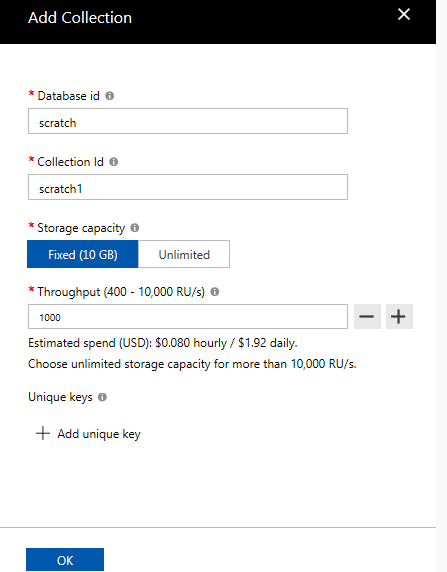 Add Collection
* Database id
scratch
* Collection Id
scratch1
* Storage capacity
Fixed (10 GB) Unlimited
* Throughput (400 - 10,000 RU/s)
1000
Estimated spend (USD): $0.080 hourly / $1.92 daily.
Choose unlimited storage capacity for more than 10,000 RU/s.
Unique keys
Add unique key
OK